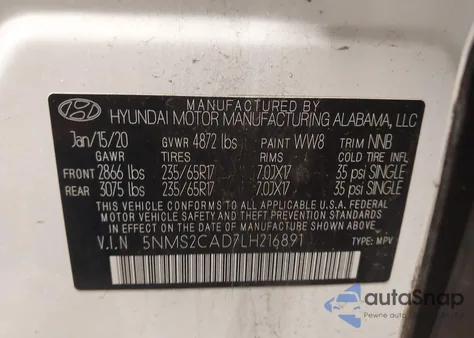 MANUFACTURED BY
HYUNDAI MOTOR MANUFACTURING ALABAMA, LLC
Jan/15/20 GVWR 4872 lbs PAINT WW8 TRIM NNB
GAWR TIRES RIMS COLD TIRE INFL
FRONT 2866 lbs 235/65R17 7.0JX17 35 psi SINGLE
REAR 3075 lbs 235/65R17 7.0JX17 35 psi SINGLE
THIS VEHICLE CONFORMS TO ALL APPLICABLE
FEDERAL MOTOR VEHICLE SAFETY STANDARDS IN
EFFECT ON THE DATE OF MANUFACTURE SHOWN ABOVE
V.I.N 5NMS2CAD7LH216891 TYPE: MPV
autoSnap